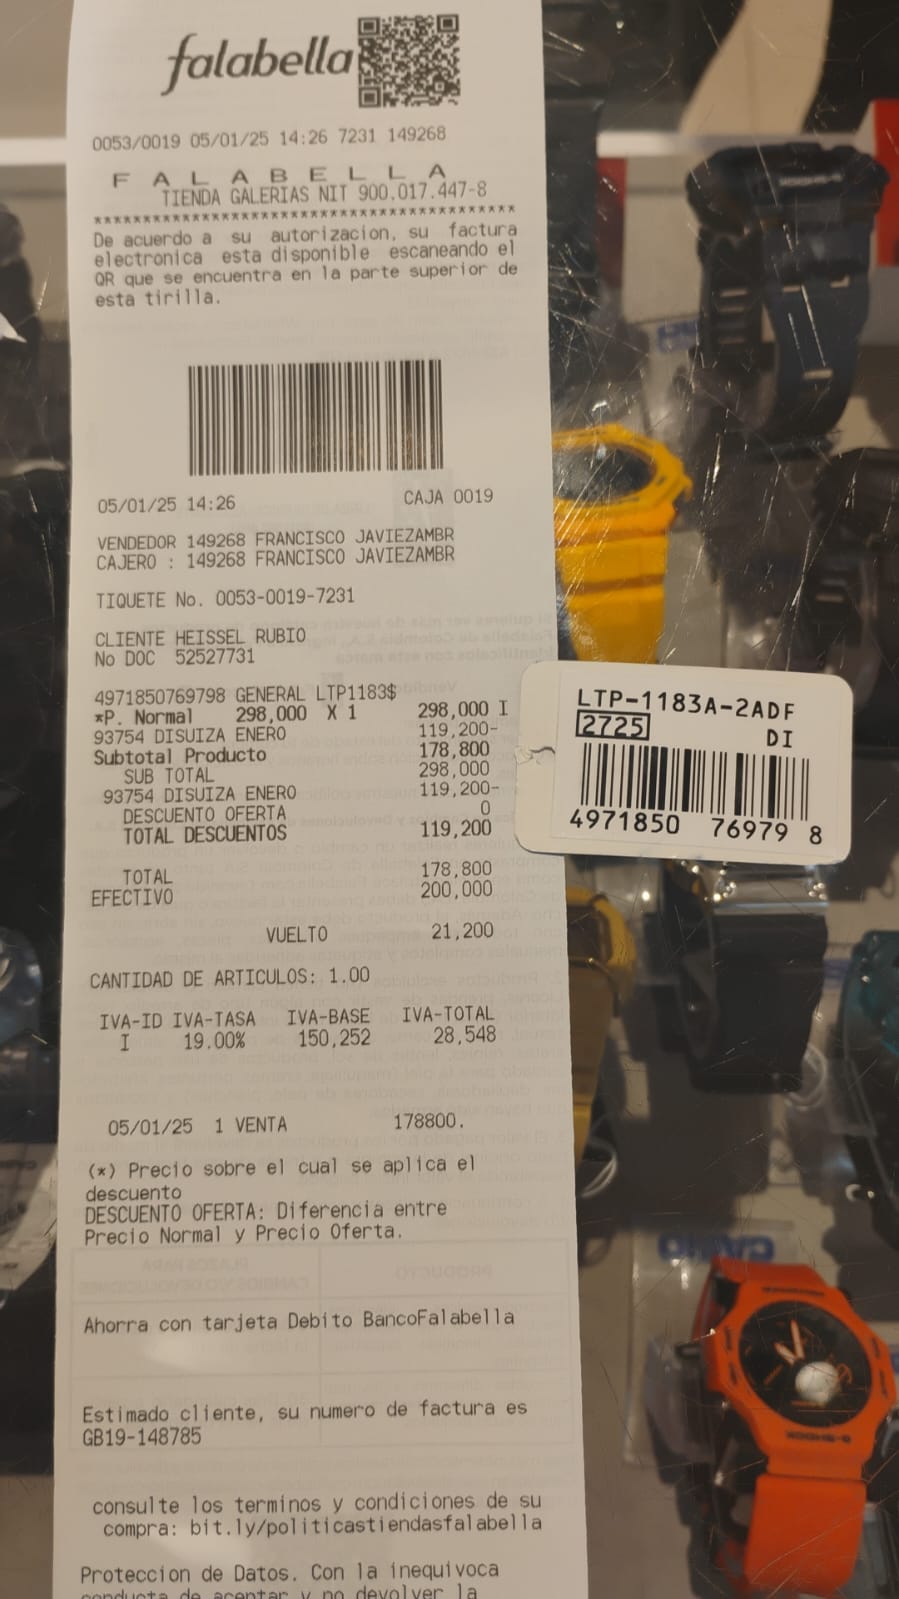 falabella
0053/0019 05/01/25 14:26 7231 149268
F A L A B E L L A
TIENDA GALERIAS NIT 900.017.447-8
****************************************
De acuerdo a su autorizacion, su factura
electronica esta disponible escaneando el
QR que se encuentra en la parte superior de
esta tirilla.
05/01/25 14:26 CAJA 0019
VENDEDOR 149268 FRANCISCO JAVIEZAMBR
CAJERO : 149268 FRANCISCO JAVIEZAMBR
TIQUETE No. 0053-0019-7231
CLIENTE HEISSEL RUBIO
No DOC 52527731
4971850769798 GENERAL LTP1183$
*P. Normal 298,000 X 1 298,000 I
93754 DISUIZA ENERO 119,200-
Subtotal Producto 178,800
SUB TOTAL 298,000
93754 DISUIZA ENERO 119,200-
DESCUENTO OFERTA 0
TOTAL DESCUENTOS 119,200
TOTAL 178,800
EFECTIVO 200,000
VUELTO 21,200
CANTIDAD DE ARTICULOS: 1.00
IVA-ID IVA-TASA IVA-BASE IVA-TOTAL
I 19.00% 150,252 28,548
05/01/25 1 VENTA 178800.
(*) Precio sobre el cual se aplica el
descuento
DESCUENTO OFERTA: Diferencia entre
Precio Normal y Precio Oferta.
Ahorra con tarjeta Debito BancoFalabella
Estimado cliente, su numero de factura es
GB19-148785
consulte los terminos y condiciones de su
compra: bit.ly/politicastiendasfalabella
Proteccion de Datos. Con la inequivoca
conducta de aceptar y no devolver la
LTP-1183A-2ADF
2725 DI
4971850 76979 8
CASIO
G-SHOCK